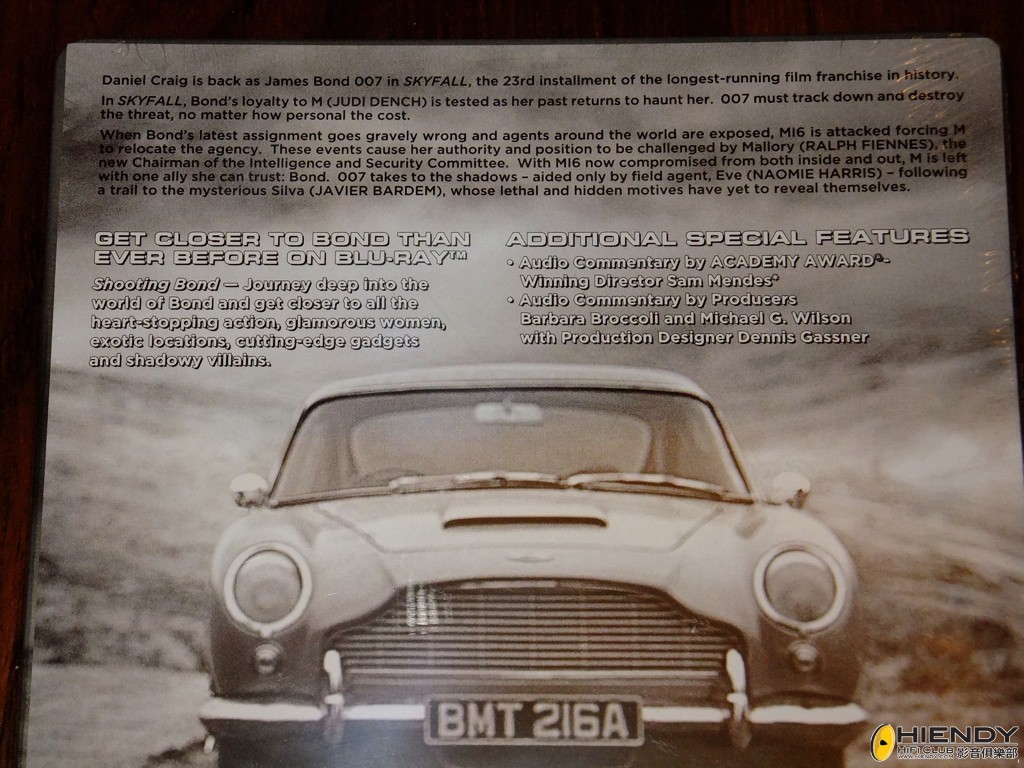 Daniel Craig is back as James Bond 007 in SKYFALL, the 23rd installment of the longest-running film franchise in history.
In SKYFALL, Bond's loyalty to M (JUDI DENCH) is tested as her past returns to haunt her. 007 must track down and destroy
the threat, no matter how personal the cost.
When Bond's latest assignment goes gravely wrong and agents around the world are exposed, MI6 is attacked forcing M
to relocate the agency. These events cause her authority and position to be challenged by Mallory (RALPH FIENNES), the
new Chairman of the Intelligence and Security Committee. With MI6 now compromised from both inside and out, M is left
with one ally she can trust: Bond. 007 takes to the shadows – aided only by field agent, Eve (NAOMIE HARRIS) – following
a trail to the mysterious Silva (JAVIER BARDEM), whose lethal and hidden motives have yet to reveal themselves.
GET CLOSER TO BOND THAN
EVER BEFORE ON BLU-RAY™
Shooting Bond — Journey deep into the
world of Bond and get closer to all the
heart-stopping action, glamorous women,
exotic locations, cutting-edge gadgets
and shadowy villains.
ADDITIONAL SPECIAL FEATURES
• Audio Commentary by ACADEMY AWARD®-
Winning Director Sam Mendes*
• Audio Commentary by Producers
Barbara Broccoli and Michael G. Wilson
with Production Designer Dennis Gassner
BMT 216A
HIENDY
HiFi CLUB 影音俱樂部
WWW.HIENDY.COM